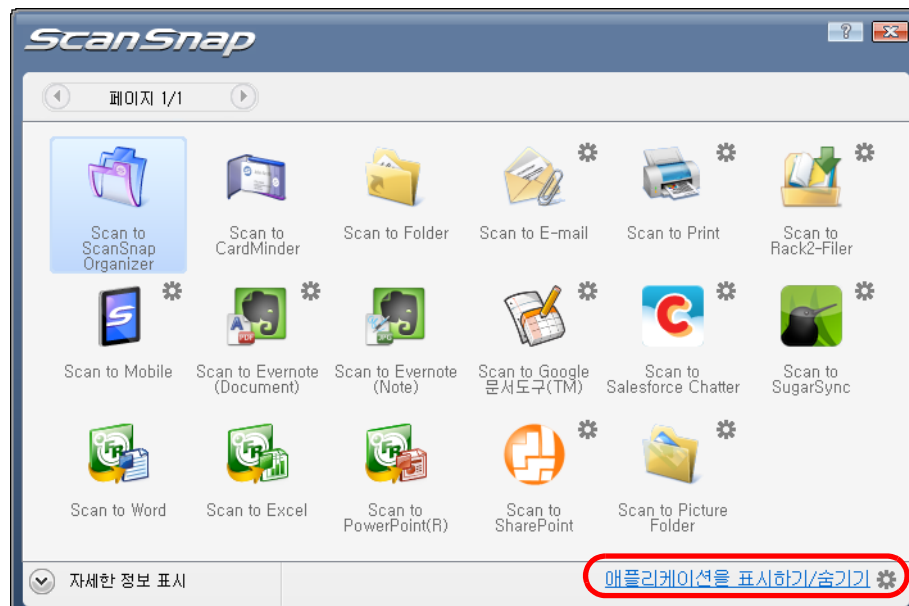 ScanSnap
페이지 1/1
Scan to
ScanSnap
Organizer
Scan to
CardMinder
Scan to Folder
Scan to E-mail
Scan to Print
Scan to
Rack2-Filer
Scan to Mobile
Scan to Evernote
(Document)
Scan to Evernote
(Note)
Scan to Google
문서도구(TM)
Scan to
Salesforce Chatter
Scan to
SugarSync
Scan to Word
Scan to Excel
Scan to
PowerPoint(R)
Scan to
SharePoint
Scan to Picture
Folder
자세한 정보 표시
애플리케이션을 표시하기/숨기기